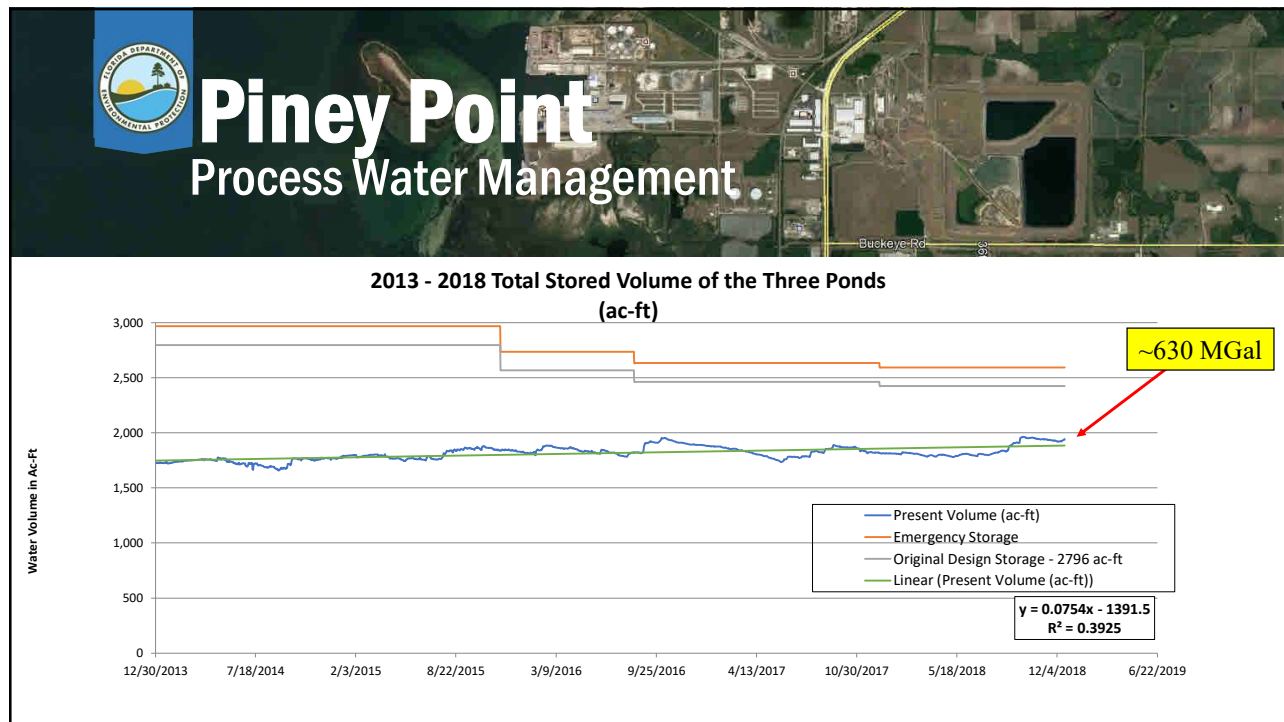 FLORIDA DEPARTMENT OF
ENVIRONMENTAL PROTECTION
Piney Point
Process Water Management
Buckeye Rd
2013 - 2018 Total Stored Volume of the Three Ponds
(ac-ft)
~630 MGal
Water Volume in Ac-Ft
3,000
2,500
2,000
1,500
1,000
500
0
Present Volume (ac-ft)
Emergency Storage
Original Design Storage - 2796 ac-ft
Linear (Present Volume (ac-ft))
y = 0.0754x - 1391.5
R² = 0.3925
12/30/2013 7/18/2014 2/3/2015 8/22/2015 3/9/2016 9/25/2016 4/13/2017 10/30/2017 5/18/2018 12/4/2018 6/22/2019